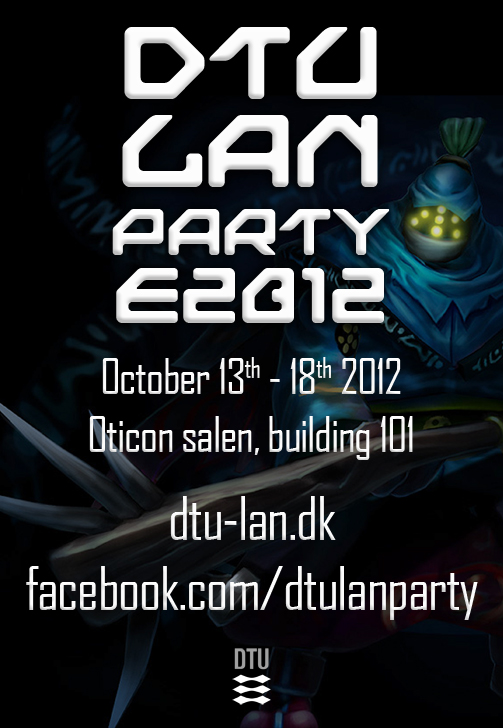 DTU
LAN
PARTY
E2012
October 13th - 18th 2012
Oticon salen, building 101
dtu-lan.dk
facebook.com/dtulanparty
DTU